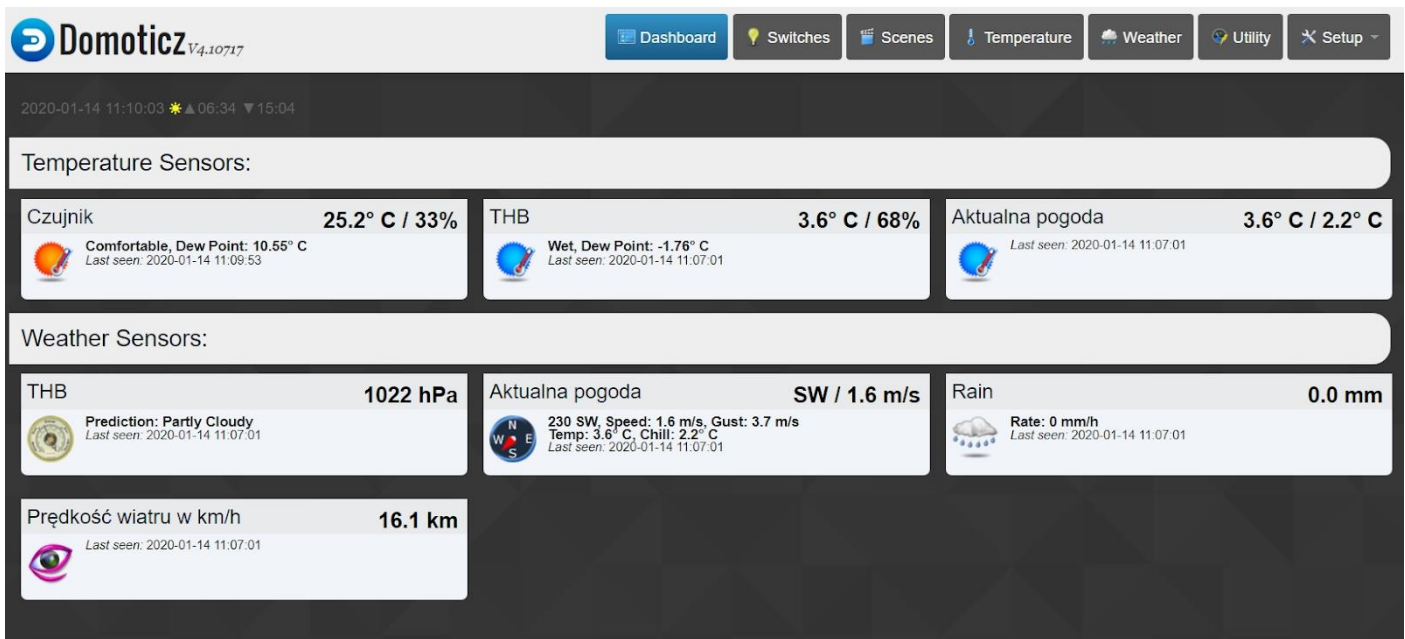 Domoticz V4.10717
Dashboard Switches Scenes Temperature Weather Utility Setup
2020-01-14 11:10:03 ▲06:34 ▼15:04
Temperature Sensors:
Czujnik 25.2° C / 33%
Comfortable, Dew Point: 10.55° C
Last seen: 2020-01-14 11:09:53
THB 3.6° C / 68%
Wet, Dew Point: -1.76° C
Last seen: 2020-01-14 11:07:01
Aktualna pogoda 3.6° C / 2.2° C
Last seen: 2020-01-14 11:07:01
Weather Sensors:
THB 1022 hPa
Prediction: Partly Cloudy
Last seen: 2020-01-14 11:07:01
Aktualna pogoda SW / 1.6 m/s
N
W E
S
230 SW, Speed: 1.6 m/s, Gust: 3.7 m/s
Temp: 3.6° C, Chill: 2.2° C
Last seen: 2020-01-14 11:07:01
Rain 0.0 mm
Rate: 0 mm/h
Last seen: 2020-01-14 11:07:01
Prędkość wiatru w km/h 16.1 km
Last seen: 2020-01-14 11:07:01